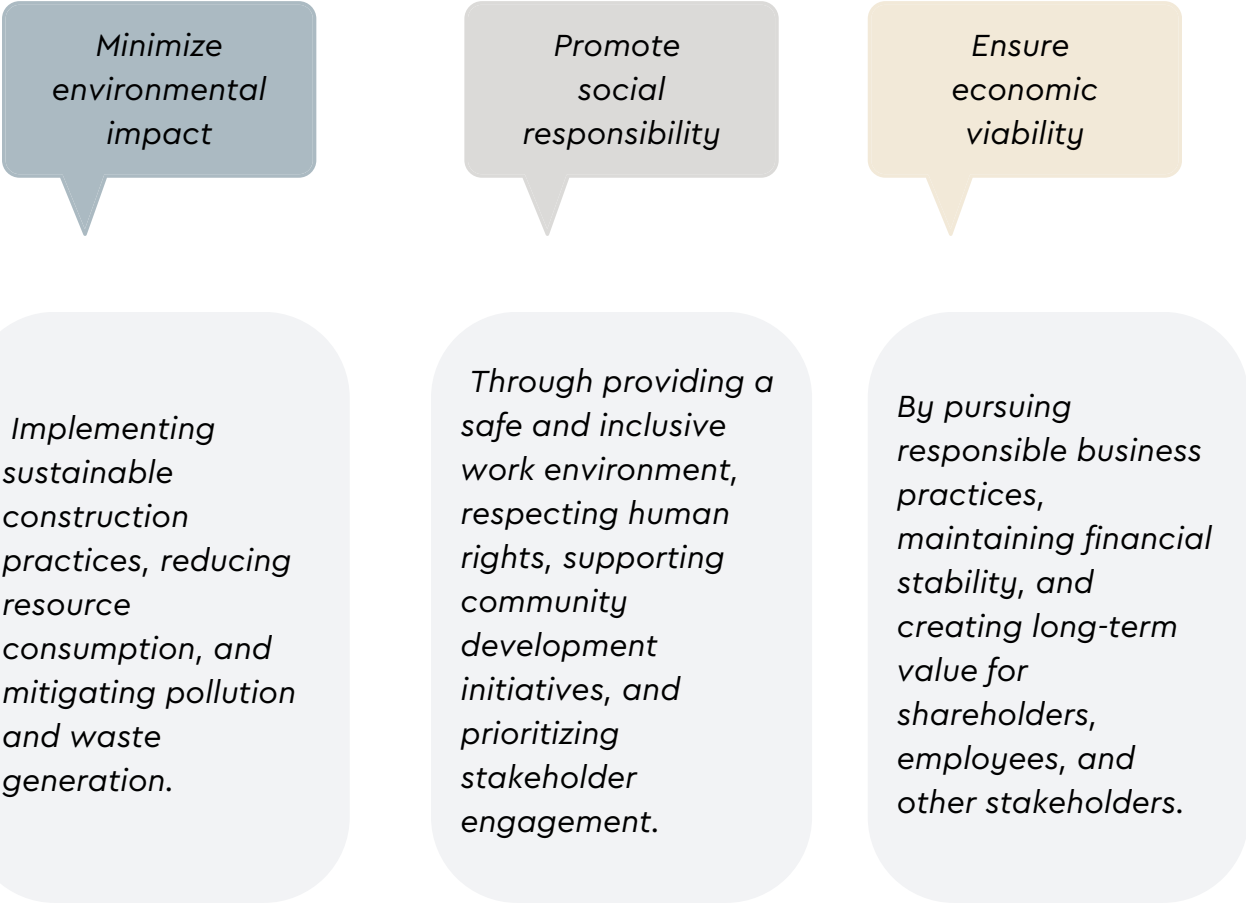 Minimize
environmental
impact
Promote
social
responsibility
Ensure
economic
viability
Implementing
sustainable
construction
practices, reducing
resource
consumption, and
mitigating pollution
and waste
generation.
Through providing a
safe and inclusive
work environment,
respecting human
rights, supporting
community
development
initiatives, and
prioritizing
stakeholder
engagement.
By pursuing
responsible business
practices,
maintaining financial
stability, and
creating long-term
value for
shareholders,
employees, and
other stakeholders.